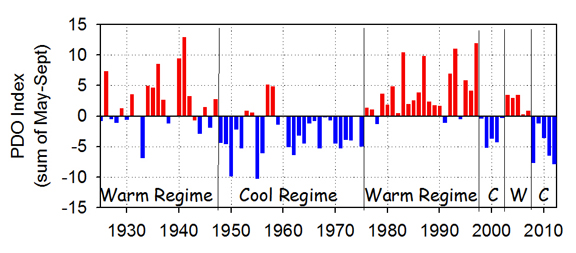 PDO Index
(sum of May-Sept)
15
10
5
0
-5
-10
-15
Warm Regime
Cool Regime
Warm Regime
C
W
C
1930 1940 1950 1960 1970 1980 1990 2000 2010